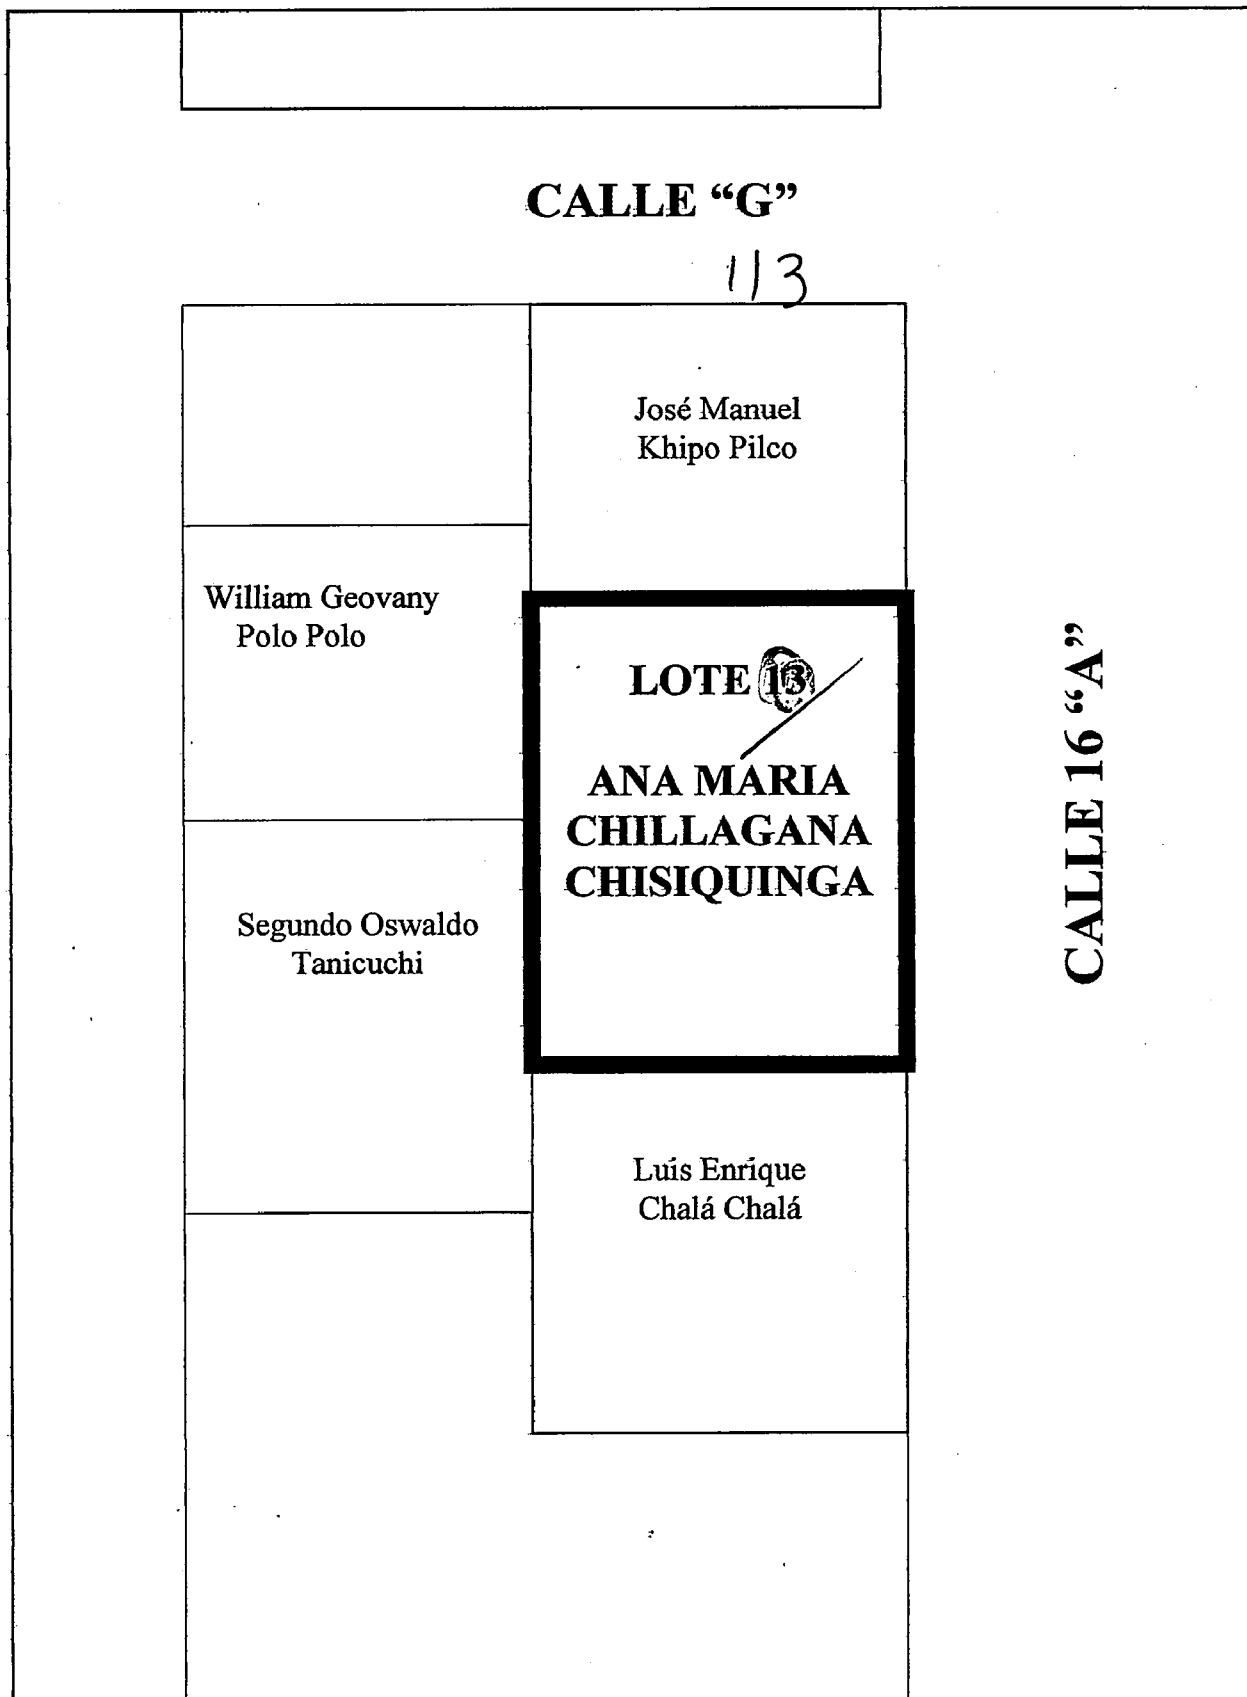 CALLE “G”
113
José Manuel
Khipo Pilco
William Geovany
Polo Polo
LOTE 13
ANA MARIA
CHILLAGANA
CHISIQUINGA
CALLE 16 “A”
Segundo Oswaldo
Tanicuchi
Luis Enrique
Chalá Chalá